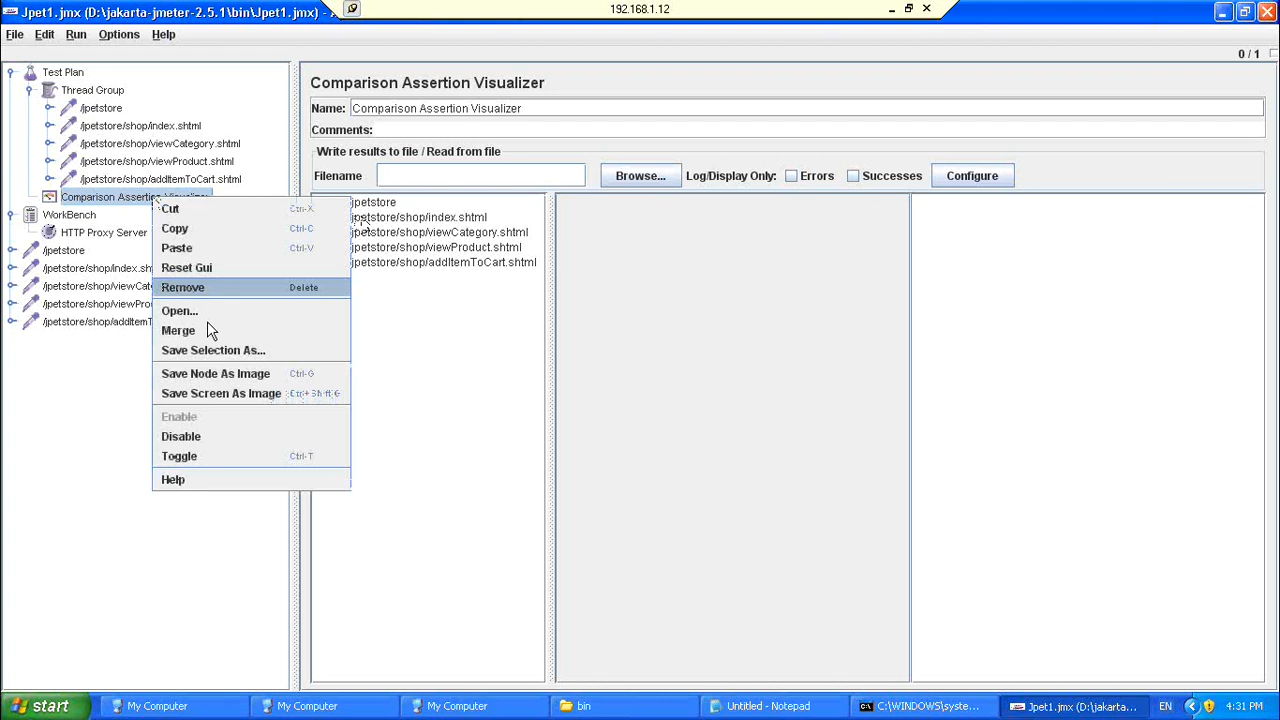 Jpet1.jmx (D:\jakarta-jmeter-2.5.1\bin\Jpet1.jmx) -
192.168.1.12
File Edit Run Options Help
0 / 1
Test Plan
Thread Group
/jpetstore
/jpetstore/shop/index.shtml
/jpetstore/shop/viewCategory.shtml
/jpetstore/shop/viewProduct.shtml
/jpetstore/shop/addItemToCart.shtml
Comparison Assertion Visualizer
WorkBench
HTTP Proxy Server
/jpetstore
/jpetstore/shop/index.sh
/jpetstore/shop/viewCate
/jpetstore/shop/viewPro
/jpetstore/shop/addItemT
Cut Ctrl-X
Copy Ctrl-C
Paste Ctrl-V
Reset Gui
Remove Delete
Open...
Merge
Save Selection As...
Save Node As Image Ctrl-G
Save Screen As Image Ctrl+Shift-G
Enable
Disable
Toggle Ctrl-T
Help
Comparison Assertion Visualizer
Name: Comparison Assertion Visualizer
Comments:
Write results to file / Read from file
Filename Browse... Log/Display Only: Errors Successes Configure
jpetstore
jpetstore/shop/index.shtml
jpetstore/shop/viewCategory.shtml
jpetstore/shop/viewProduct.shtml
jpetstore/shop/addItemToCart.shtml
start My Computer My Computer My Computer bin Untitled - Notepad C:\WINDOWS\syste... Jpet1.jmx (D:\jakarta... EN 4:31 PM